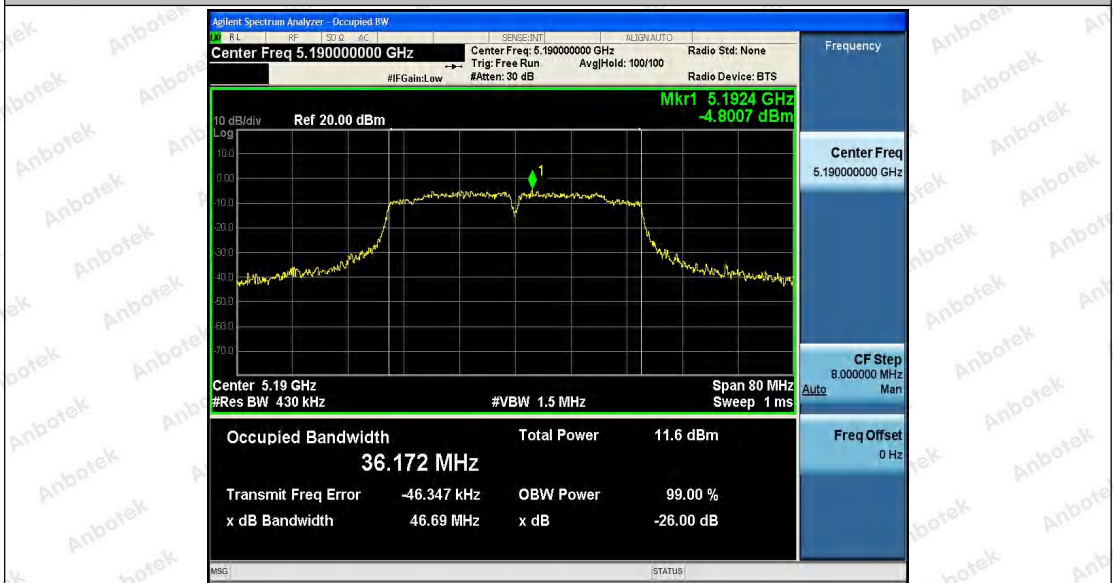 Agilent Spectrum Analyzer - Occupied BW
RL RF 50 Ω AC SENSE:INT ALIGNAUTO
Center Freq 5.190000000 GHz
Center Freq: 5.190000000 GHz Radio Std: None
Trig: Free Run Avg|Hold: 100/100
#IFGain:Low #Atten: 30 dB Radio Device: BTS
Mkr1 5.1924 GHz
-4.8007 dBm
10 dB/div Ref 20.00 dBm
Log
10.0
0.00
-10.0
-20.0
-30.0
-40.0
-50.0
-60.0
-70.0
1
Center 5.19 GHz Span 80 MHz
#Res BW 430 kHz #VBW 1.5 MHz Sweep 1 ms
Occupied Bandwidth Total Power 11.6 dBm
36.172 MHz
Transmit Freq Error -46.347 kHz OBW Power 99.00 %
x dB Bandwidth 46.69 MHz x dB -26.00 dB
MSG STATUS
Frequency
Center Freq
5.190000000 GHz
CF Step
8.000000 MHz
Auto Man
Freq Offset
0 Hz
Anbotek